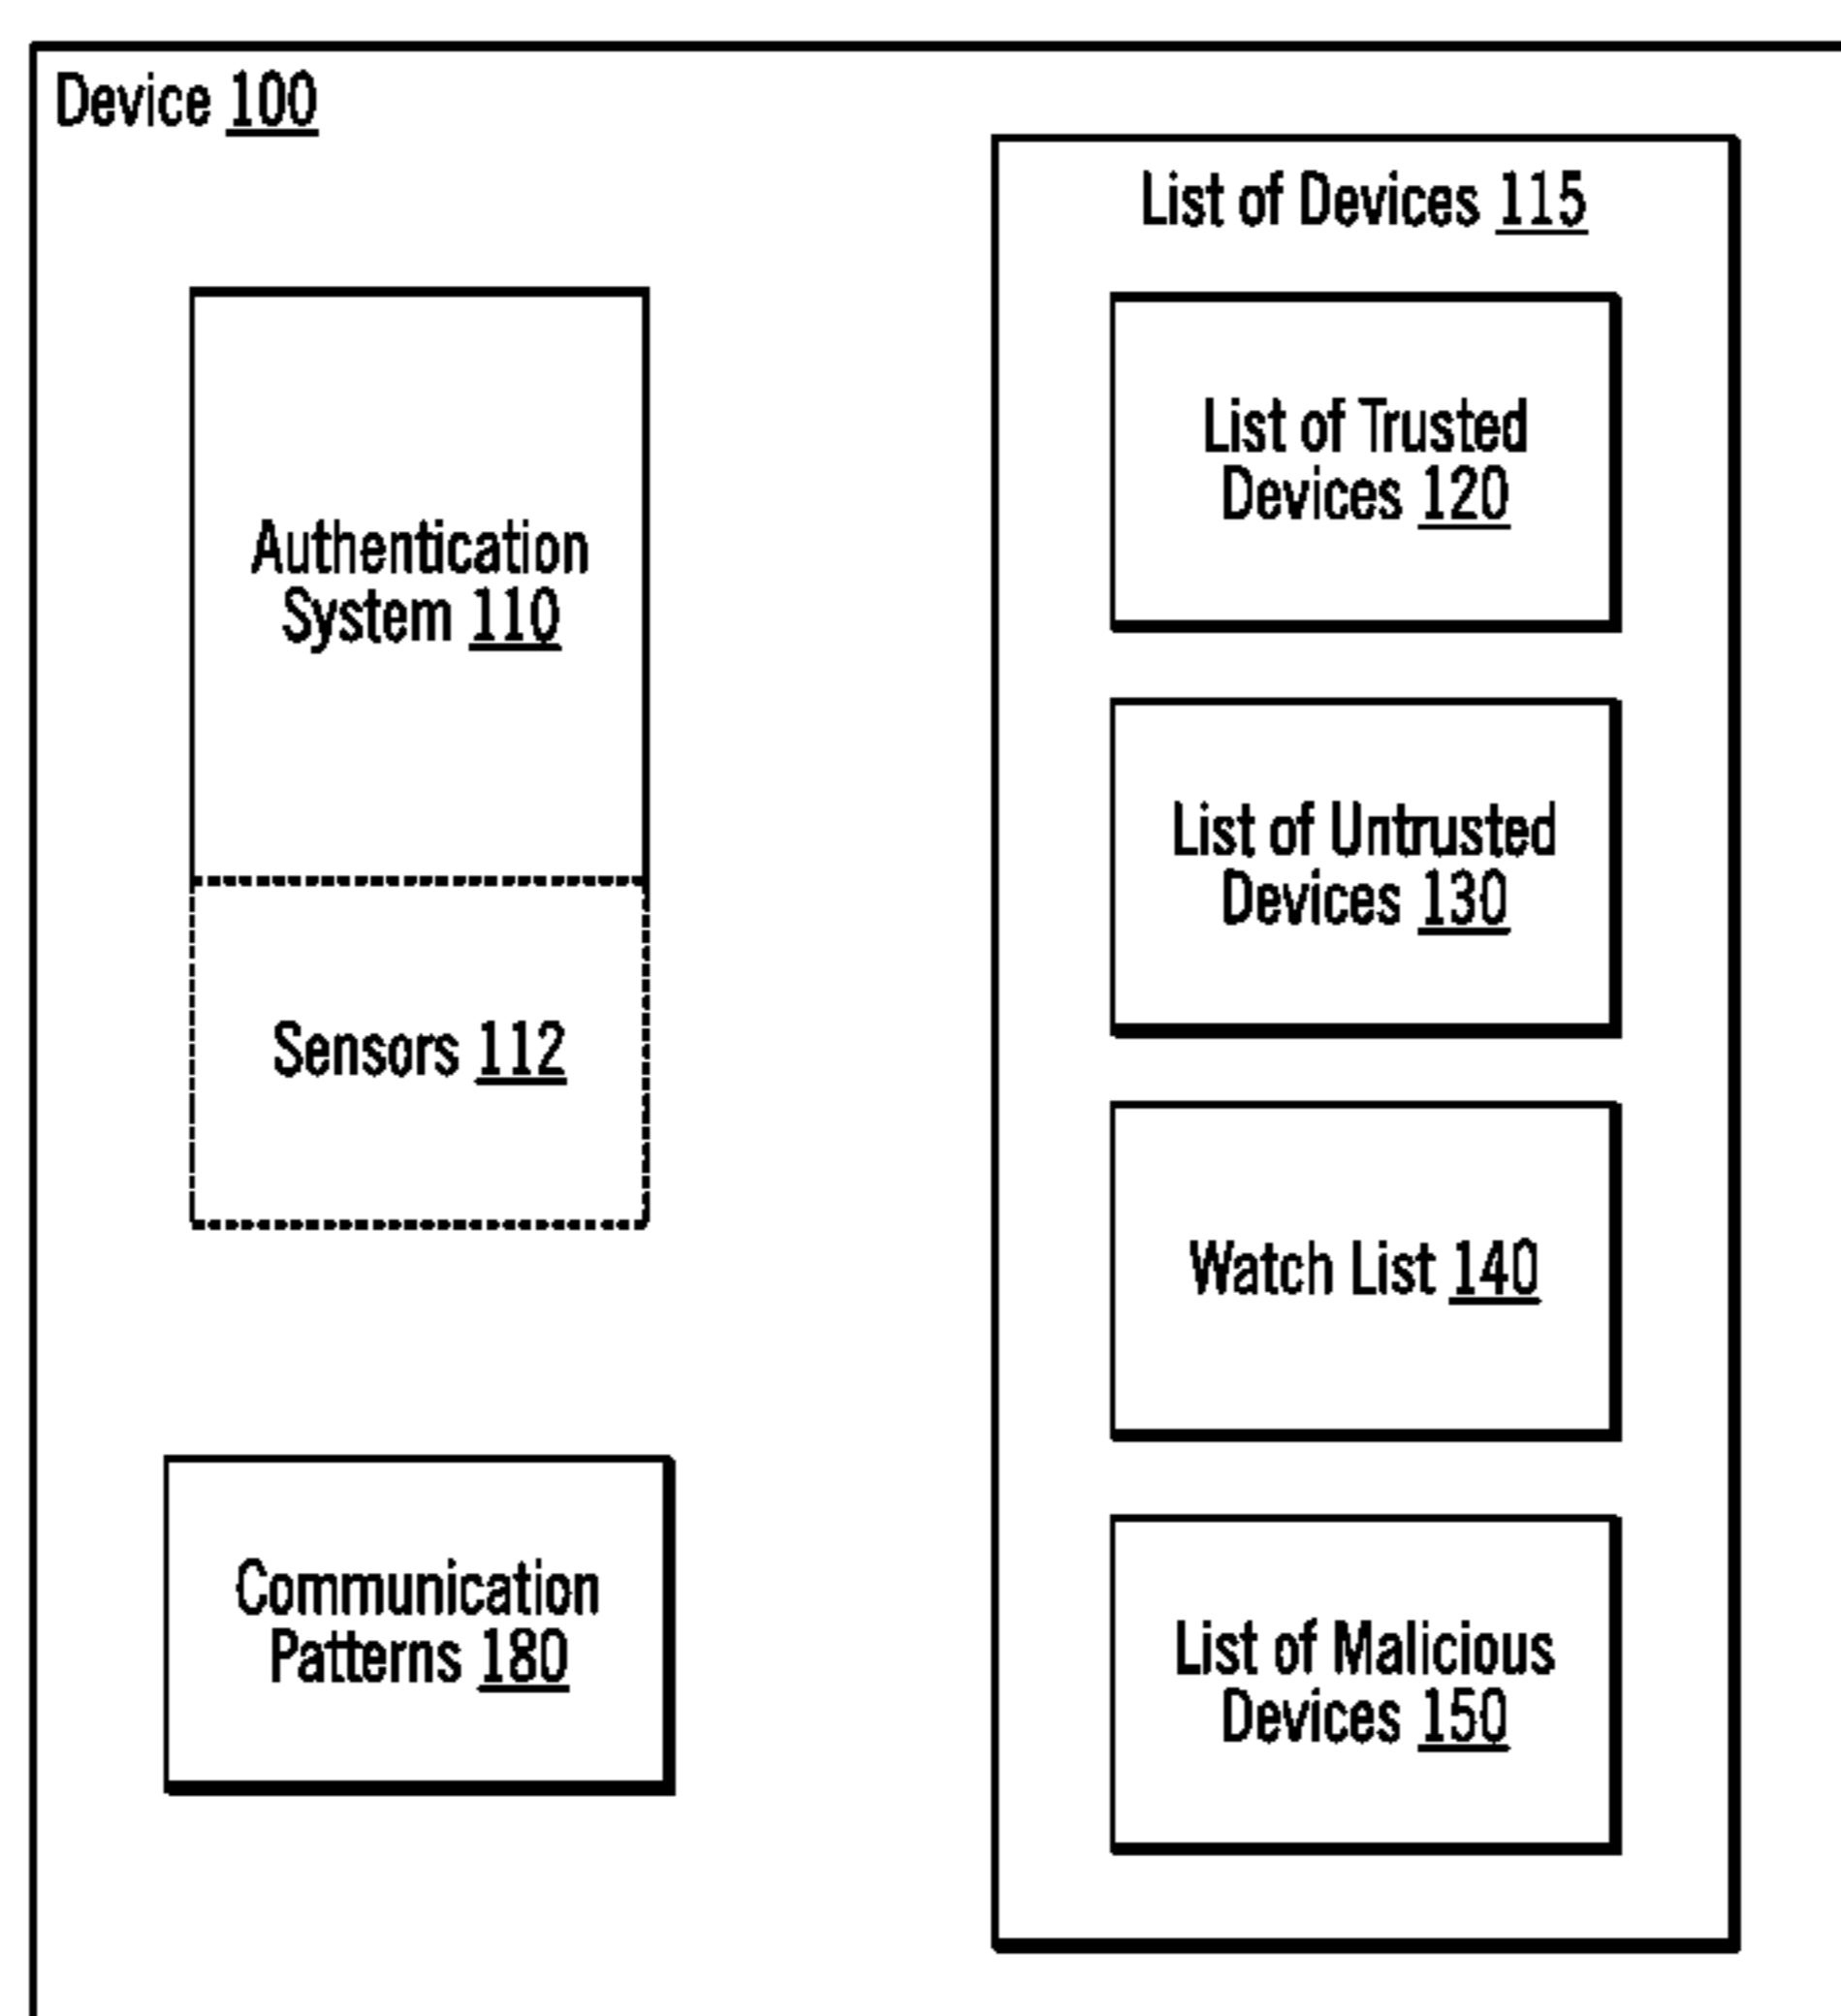 Device 100
List of Devices 115
List of Trusted
Devices 120
Authentication
System 110
List of Untrusted
Devices 130
Sensors 112
Watch List 140
Communication
Patterns 180
List of Malicious
Devices 150